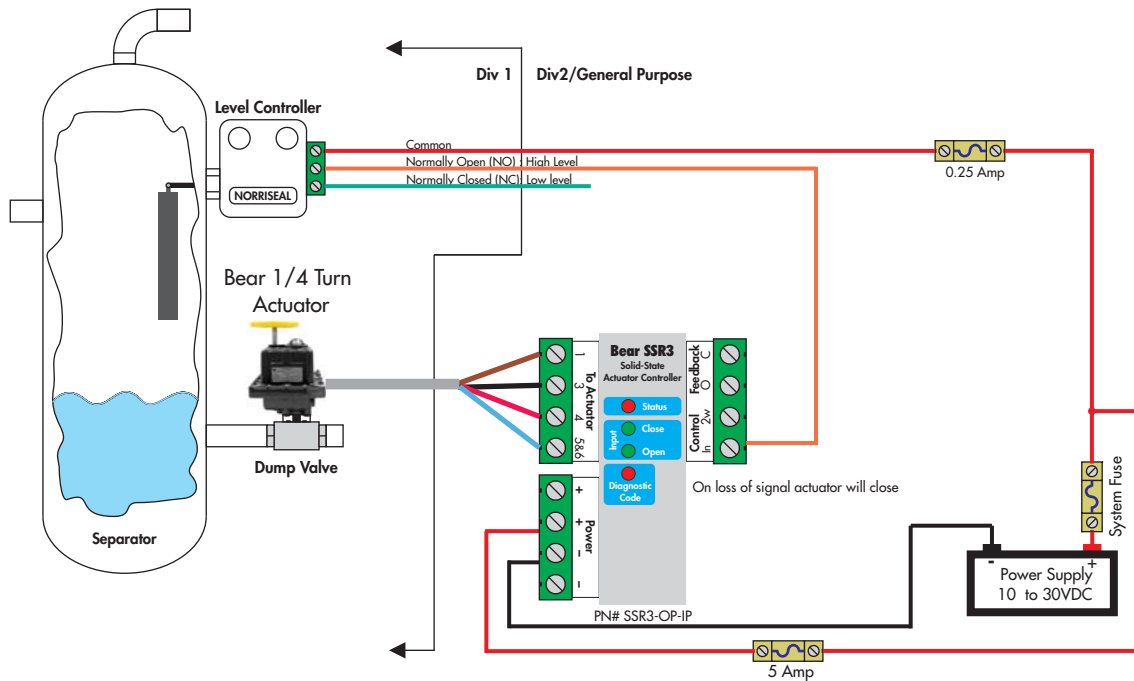 Div 1
Div2/General Purpose
Level Controller
Common
Normally Open (NO) : High Level
Normally Closed (NC): Low level
NORRISEAL
0.25 Amp
Bear 1/4 Turn
Actuator
Dump Valve
Separator
Bear SSR3
Solid-State
Actuator Controller
Status
Input
Close
Open
Diagnostic
Code
To Actuator
1
3
4
5&6
Power
+
+
-
-
Feedback
C
O
Control
2w
In
On loss of signal actuator will close
PN# SSR3-OP-IP
System Fuse
- +
Power Supply
10 to 30VDC
5 Amp